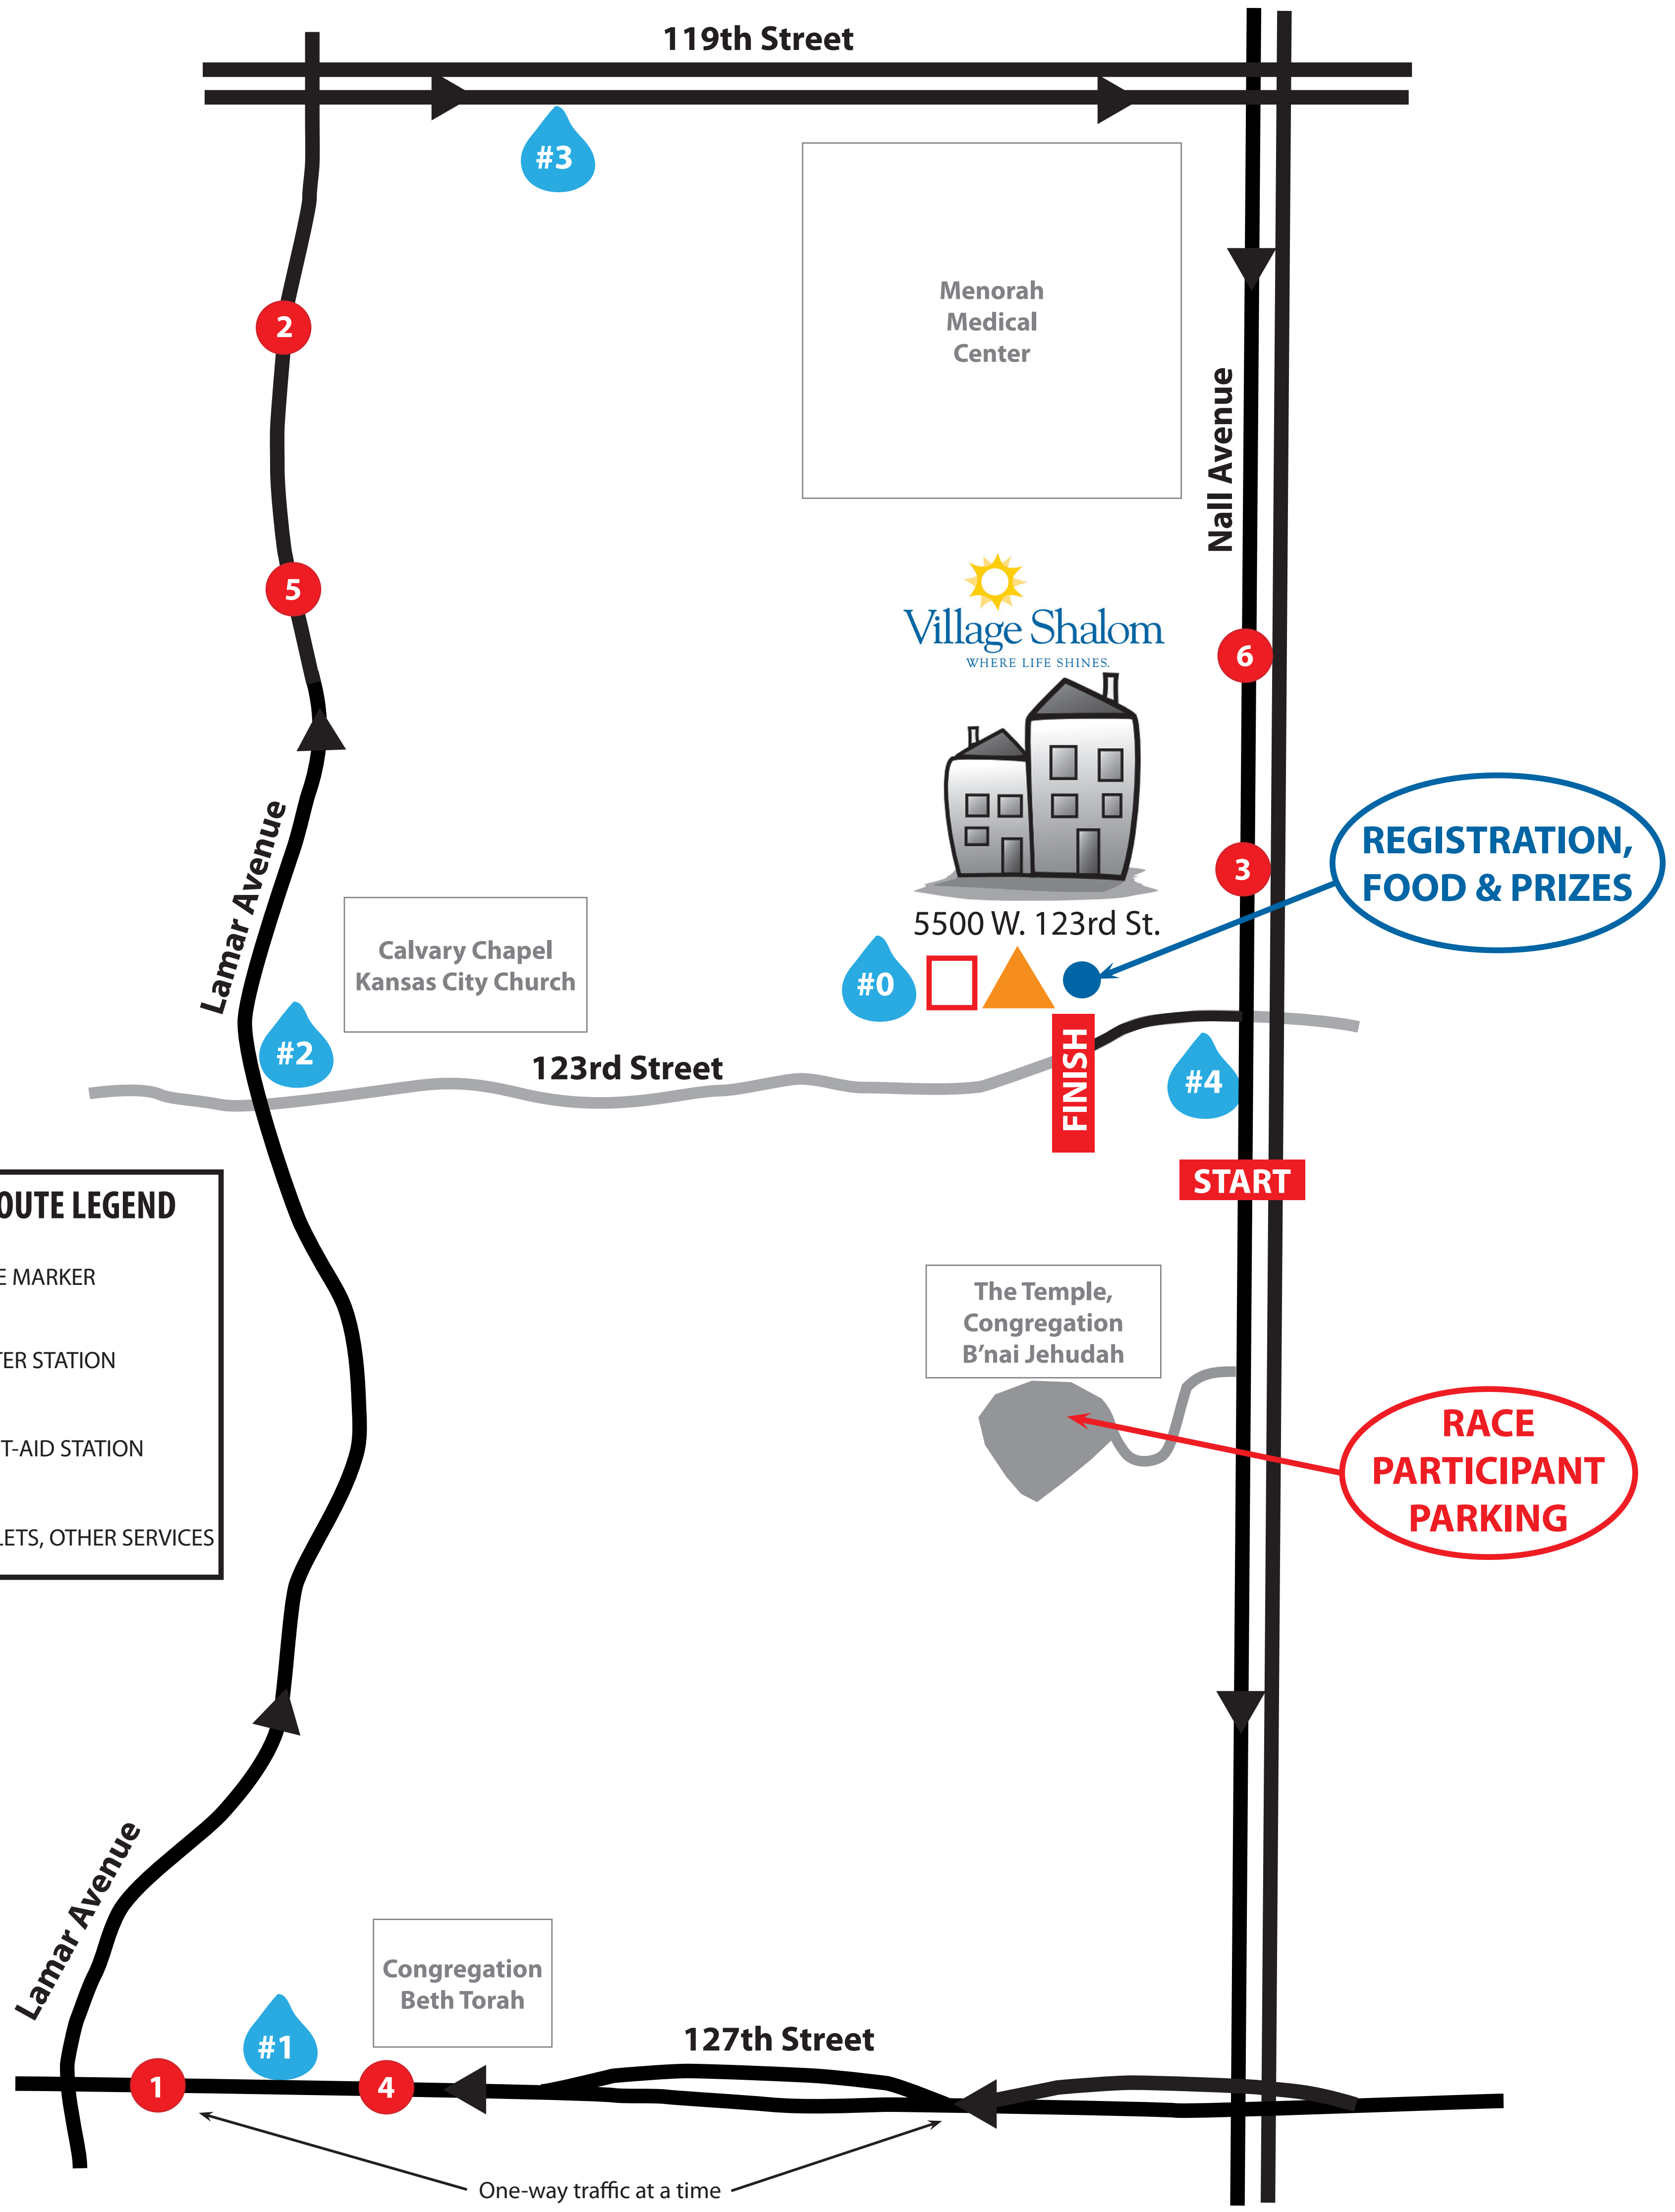 119th Street
#3
Menorah
Medical
Center
2
Nall Avenue
5
Village Shalom
WHERE LIFE SHINES.
6
Lamar Avenue
REGISTRATION,
FOOD & PRIZES
3
5500 W. 123rd St.
Calvary Chapel
Kansas City Church
#0
#2
123rd Street
FINISH
#4
START
OUTE LEGEND
E MARKER
TER STATION
T-AID STATION
LETS, OTHER SERVICES
The Temple,
Congregation
B'nai Jehudah
RACE
PARTICIPANT
PARKING
Lamar Avenue
Congregation
Beth Torah
#1
127th Street
1
4
One-way traffic at a time